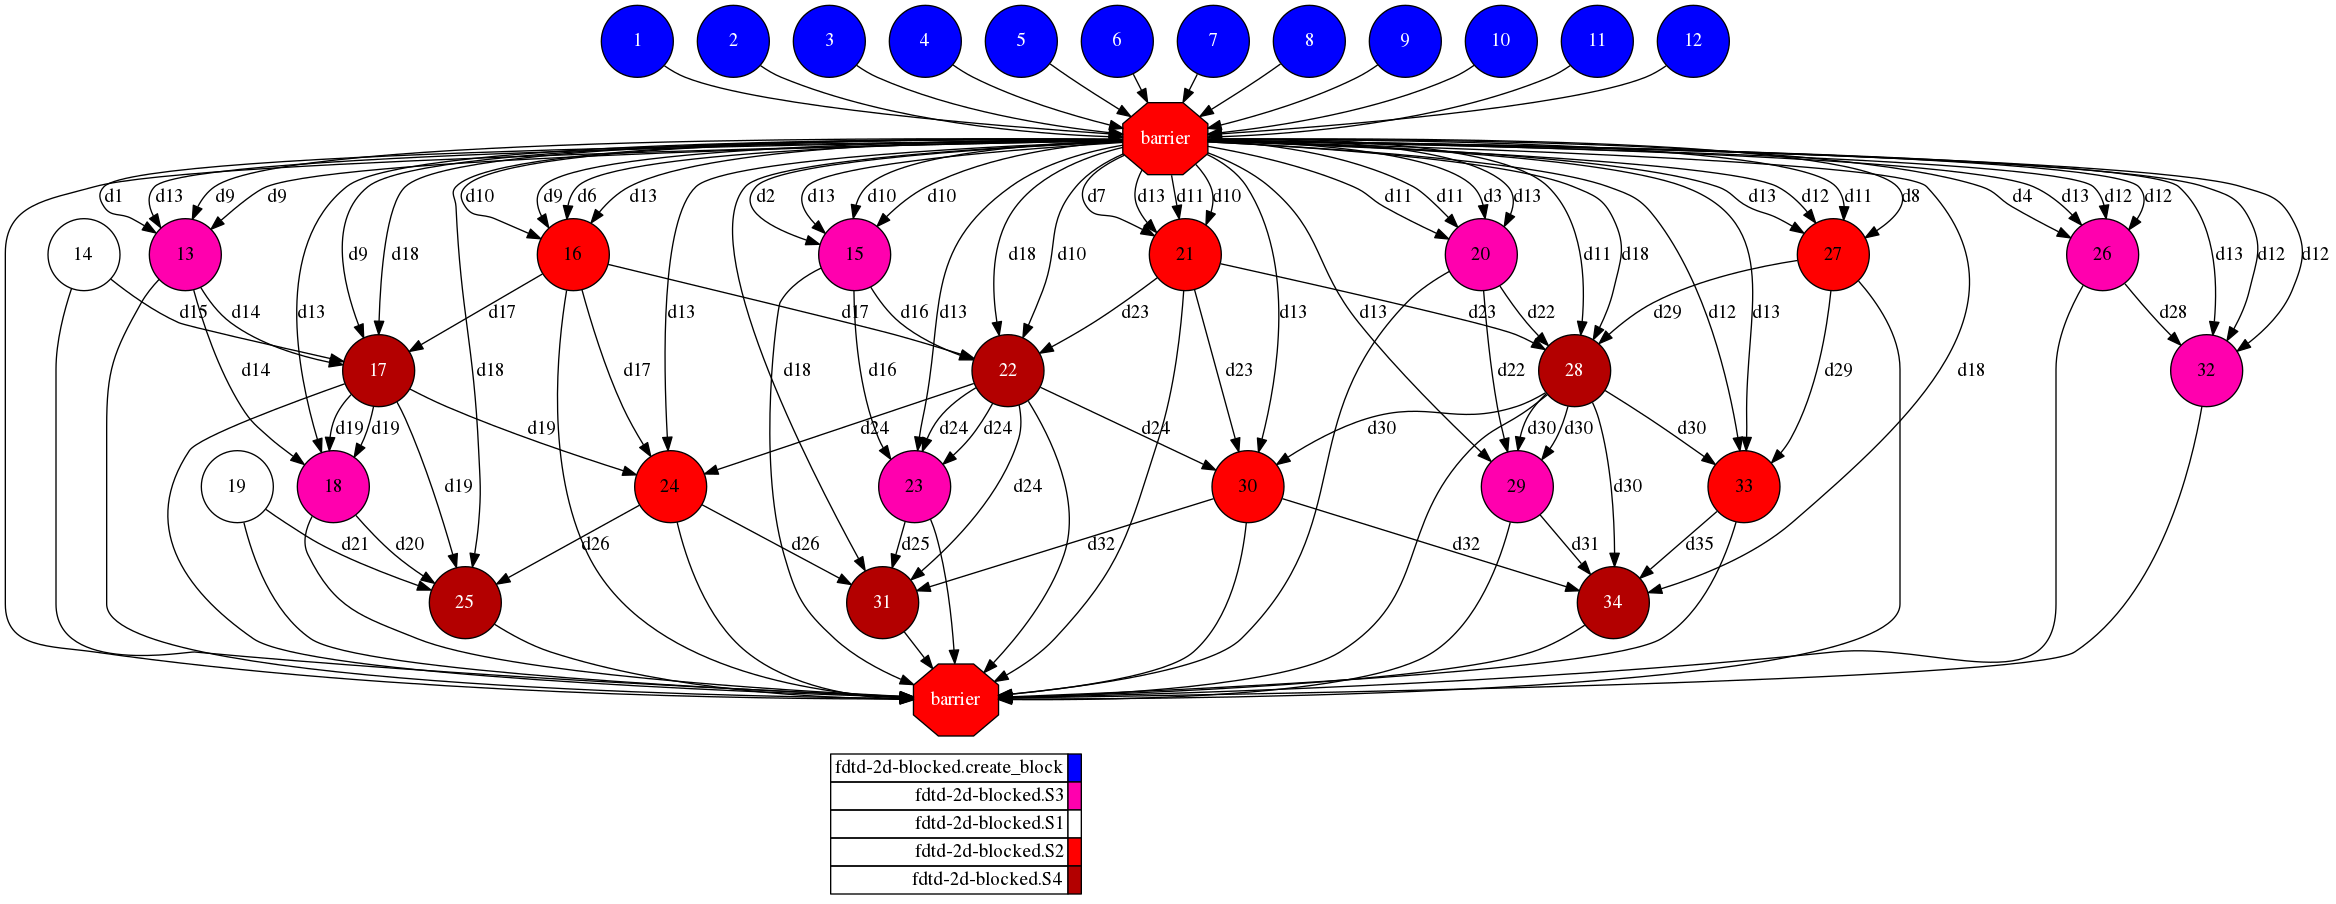 1 2 3 4 5 6 7 8 9 10 11 12
barrier
d1 d13 d9 d9 d10 d9 d6 d13 d2 d13 d10 d10 d7 d13 d11 d10 d11 d11 d3 d13 d13 d12 d11 d8 d4 d13 d12 d12
14 13 d9 d18 16 15 d18 d10 21 20 d11 d18 27 26 d13 d12 d12
d15 d14 d13 d17 d13 d17 d16 d13 d23 d13 d13 d23 d22 d29 d12 d13 d28
d14 17 d18 d17 d18 d16 22 d23 d22 28 d29 d18 32
d19 d19 d19 d24 d24 d24 d24 d30 d30 d30 d30
19 18 d19 24 23 d24 30 29 d30 33
d21 d20 d26 d26 d25 d32 d32 d31 d35
25 31 34
barrier
fdtd-2d-blocked.create_block
fdtd-2d-blocked.S3
fdtd-2d-blocked.S1
fdtd-2d-blocked.S2
fdtd-2d-blocked.S4